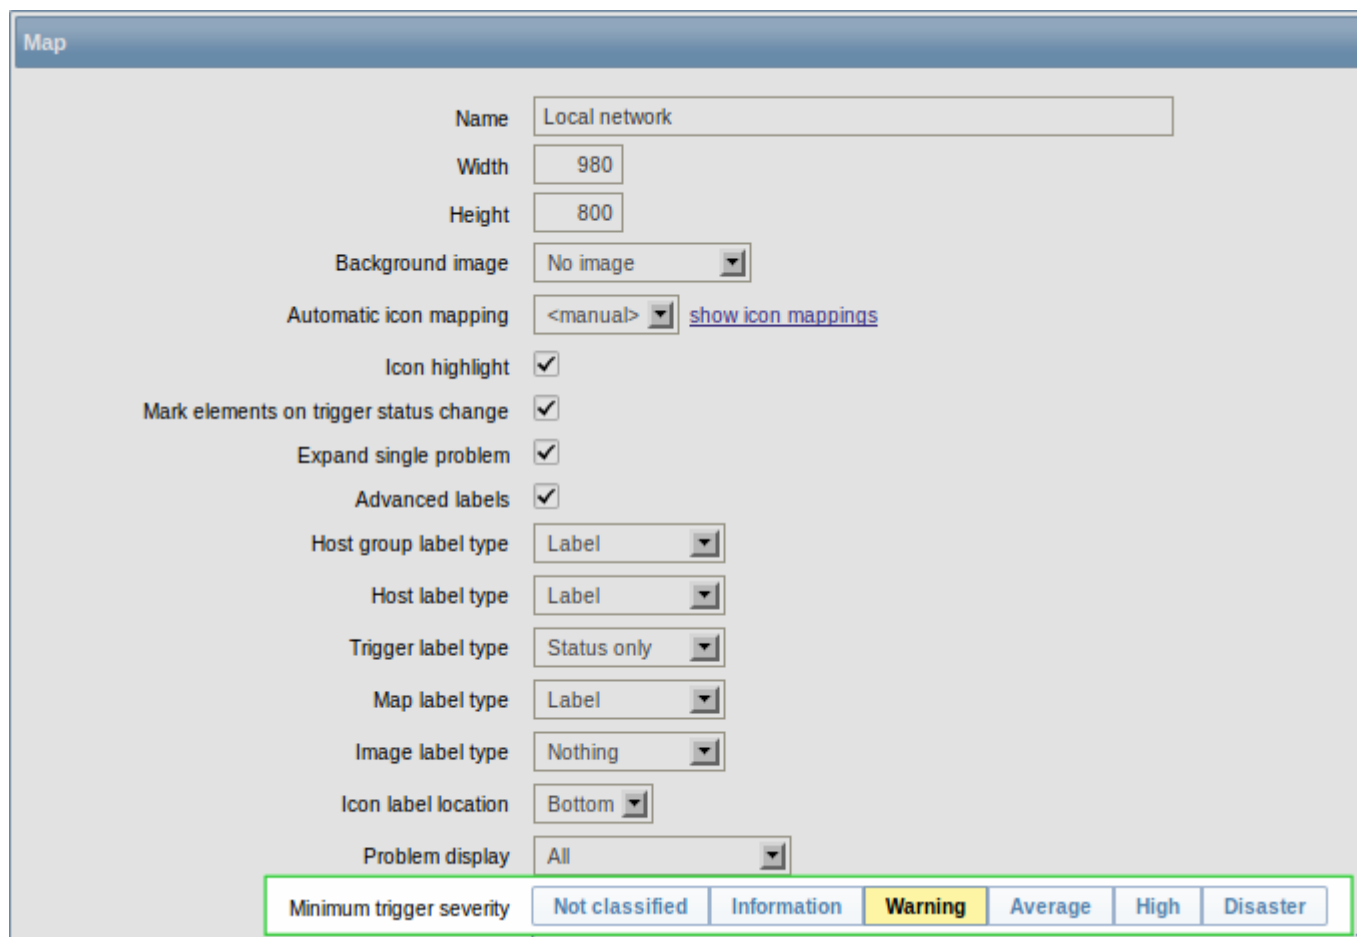 Map
Name Local network
Width 980
Height 800
Background image No image
Automatic icon mapping <manual> show icon mappings
Icon highlight
Mark elements on trigger status change
Expand single problem
Advanced labels
Host group label type Label
Host label type Label
Trigger label type Status only
Map label type Label
Image label type Nothing
Icon label location Bottom
Problem display All
Minimum trigger severity Not classified Information Warning Average High Disaster